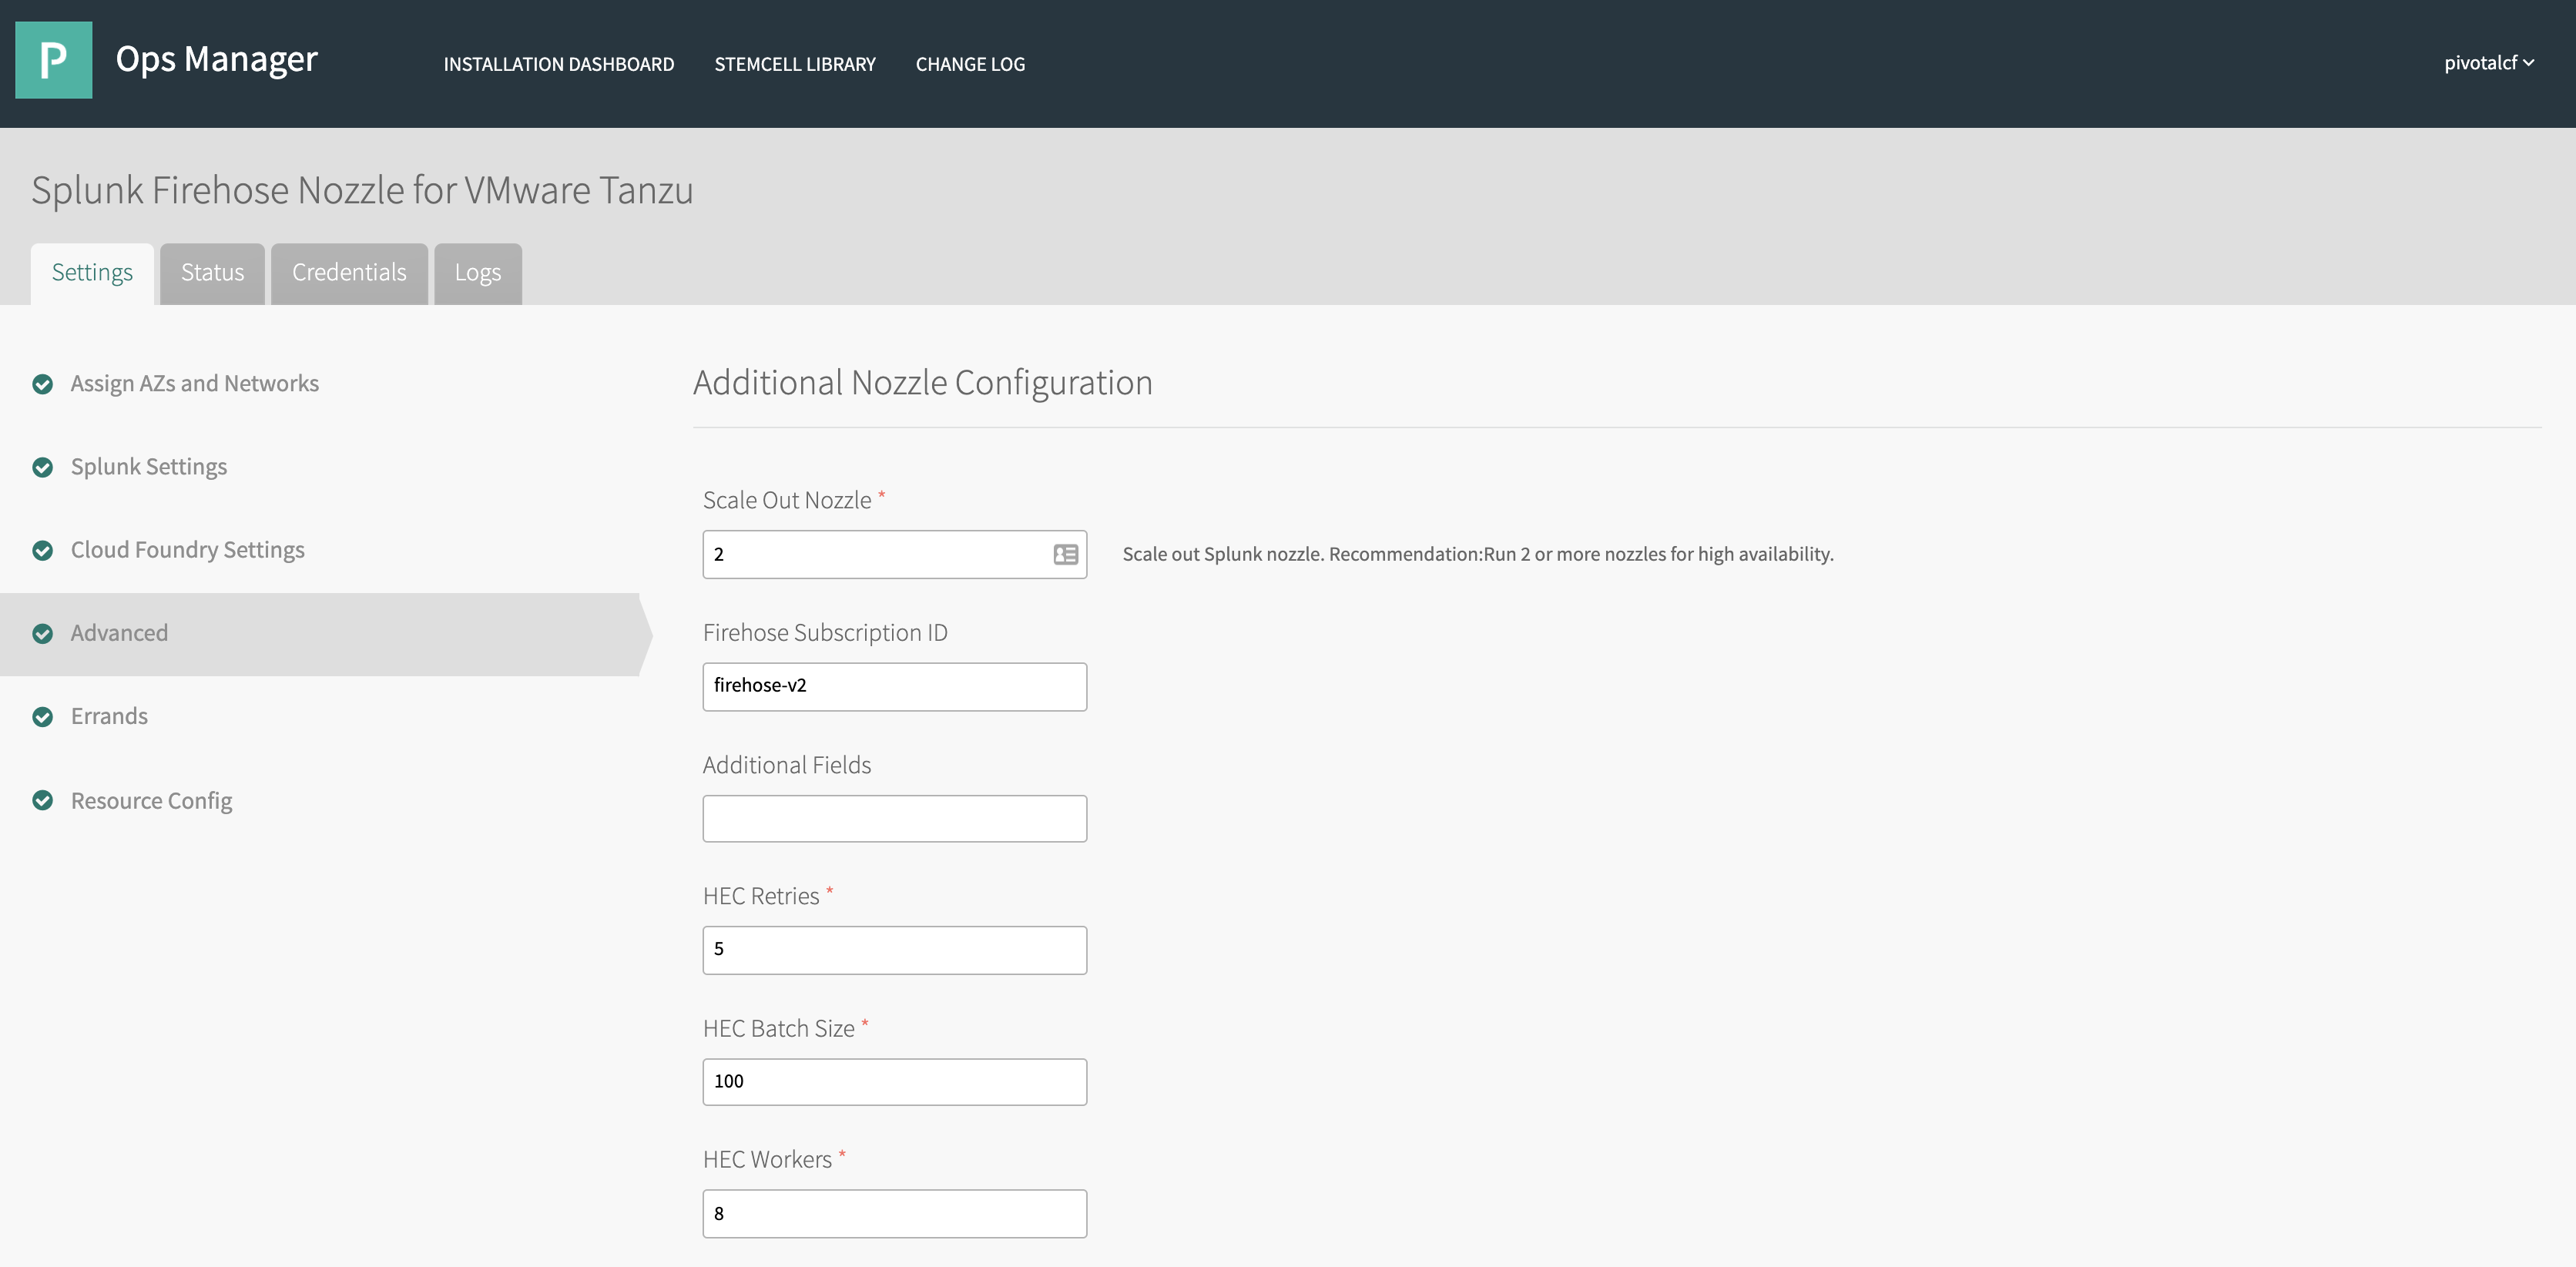 P
Ops Manager
INSTALLATION DASHBOARD
STEMCELL LIBRARY
CHANGE LOG
pivotalcf
Splunk Firehose Nozzle for VMware Tanzu
Settings
Status
Credentials
Logs
Assign AZs and Networks
Splunk Settings
Cloud Foundry Settings
Advanced
Errands
Resource Config
Additional Nozzle Configuration
Scale Out Nozzle *
2
Scale out Splunk nozzle. Recommendation:Run 2 or more nozzles for high availability.
Firehose Subscription ID
firehose-v2
Additional Fields
HEC Retries *
5
HEC Batch Size *
100
HEC Workers *
8